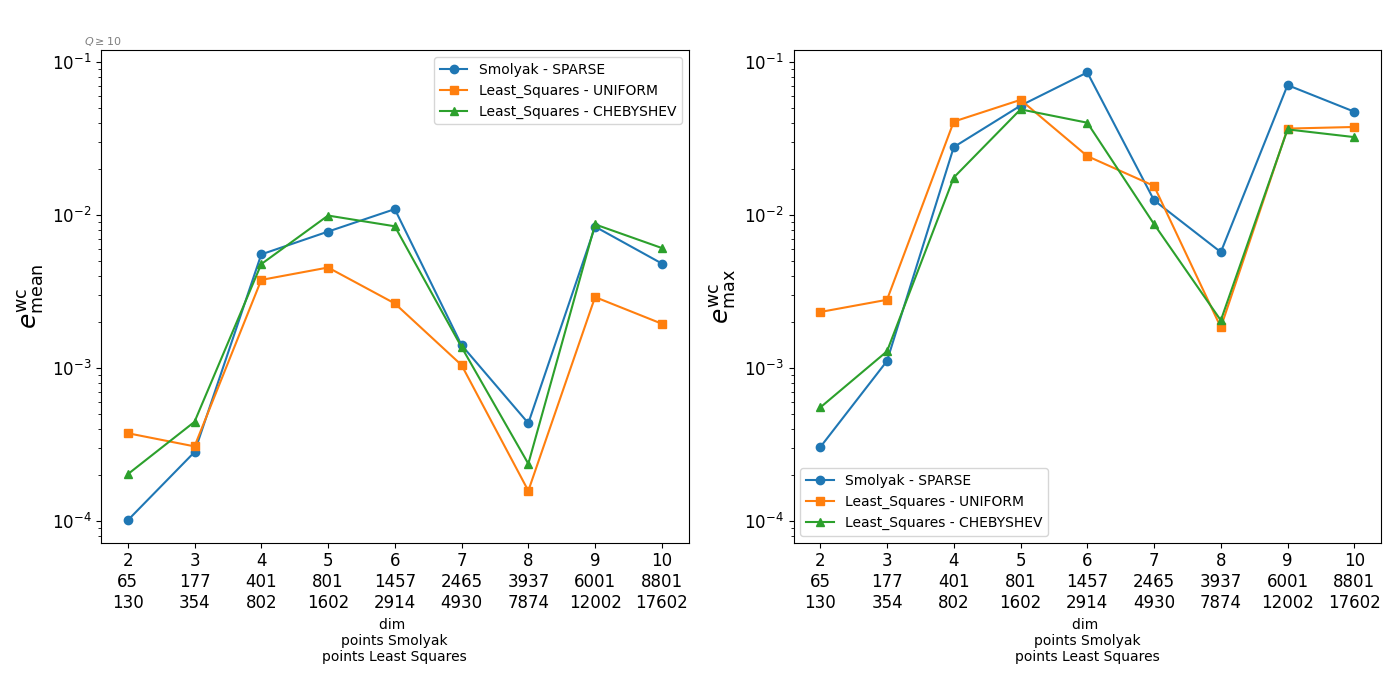 Q ≥ 10
10⁻¹
10⁻²
10⁻³
10⁻⁴
e^wc_mean
Smolyak - SPARSE
Least_Squares - UNIFORM
Least_Squares - CHEBYSHEV
2 3 4 5 6 7 8 9 10
65 177 401 801 1457 2465 3937 6001 8801
130 354 802 1602 2914 4930 7874 12002 17602
dim
points Smolyak
points Least Squares
10⁻¹
10⁻²
10⁻³
10⁻⁴
e^wc_max
Smolyak - SPARSE
Least_Squares - UNIFORM
Least_Squares - CHEBYSHEV
2 3 4 5 6 7 8 9 10
65 177 401 801 1457 2465 3937 6001 8801
130 354 802 1602 2914 4930 7874 12002 17602
dim
points Smolyak
points Least Squares